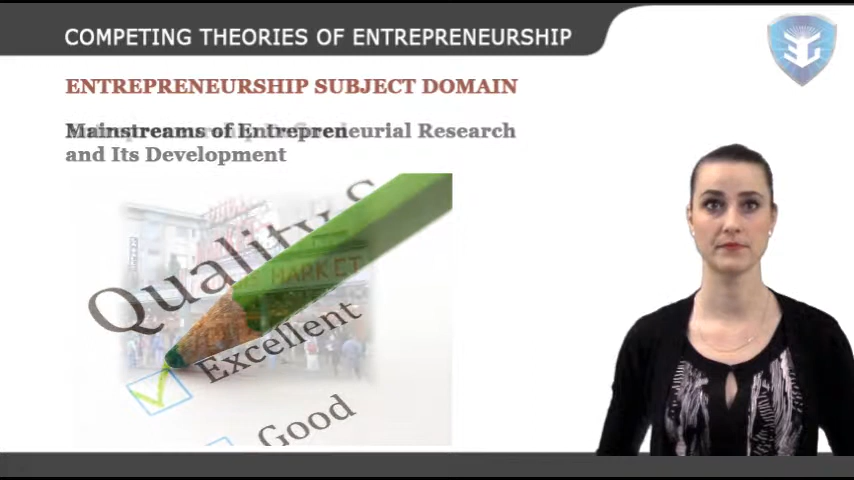 COMPETING THEORIES OF ENTREPRENEURSHIP
ENTREPRENEURSHIP SUBJECT DOMAIN
Mainstreams of Entrepreneurial Research
and Its Development
Quality S
MARKET
Excellent
Good